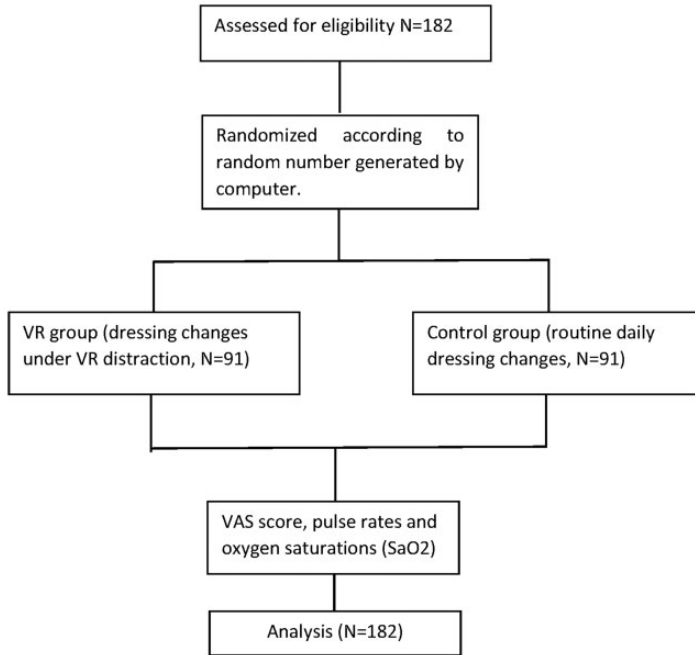 Assessed for eligibility N=182
Randomized according to
random number generated by
computer.
VR group (dressing changes
under VR distraction, N=91)
Control group (routine daily
dressing changes, N=91)
VAS score, pulse rates and
oxygen saturations (SaO2)
Analysis (N=182)